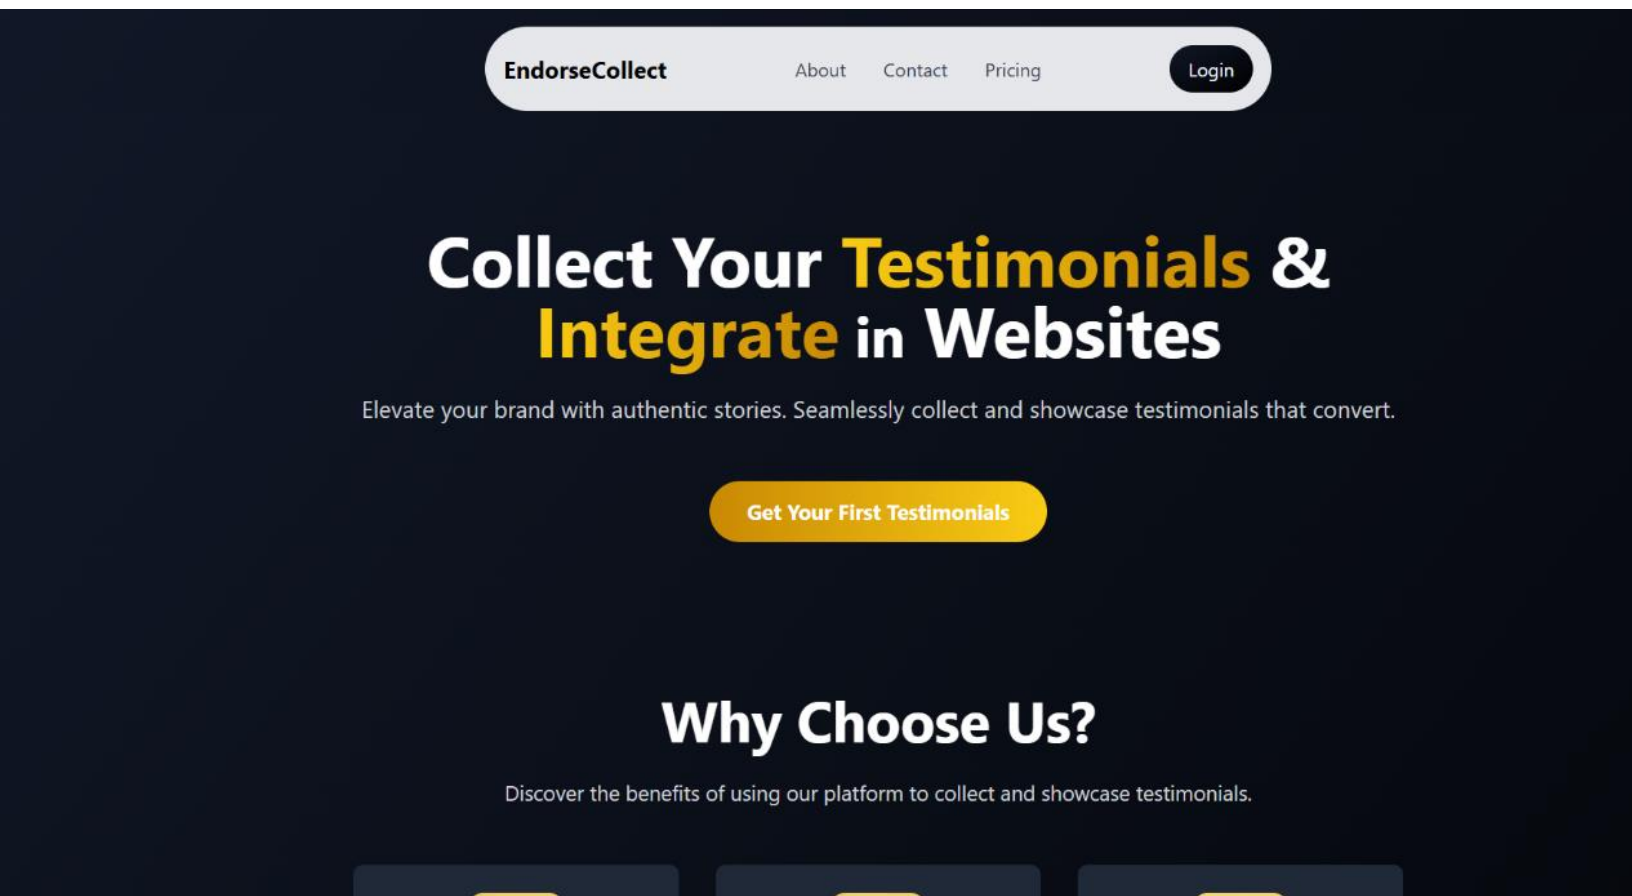 EndorseCollect About Contact Pricing Login
Collect Your Testimonials &
Integrate in Websites
Elevate your brand with authentic stories. Seamlessly collect and showcase testimonials that convert.
Get Your First Testimonials
Why Choose Us?
Discover the benefits of using our platform to collect and showcase testimonials.